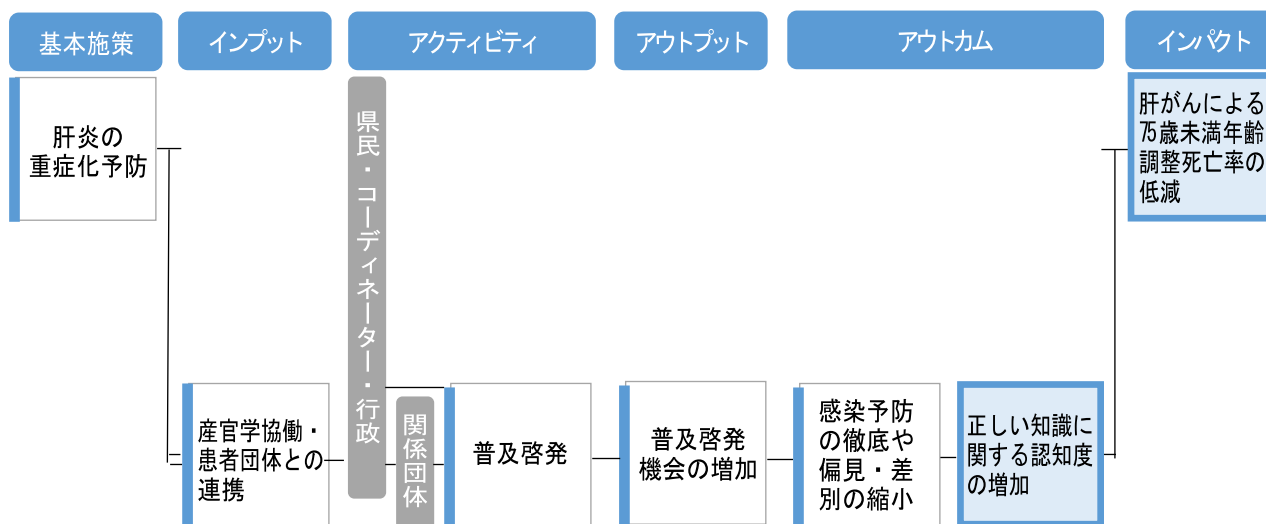 基本施策
インプット
アクティビティ
アウトプット
アウトカム
インパクト
肝炎の
重症化予防
県民・コーディネーター・行政
肝がんによる
75歳未満年齢
調整死亡率の
低減
産官学協働・
患者団体との
連携
関係団体
普及啓発
普及啓発
機会の増加
感染予防
の徹底や
偏見・差
別の縮小
正しい知識に
関する認知度
の増加